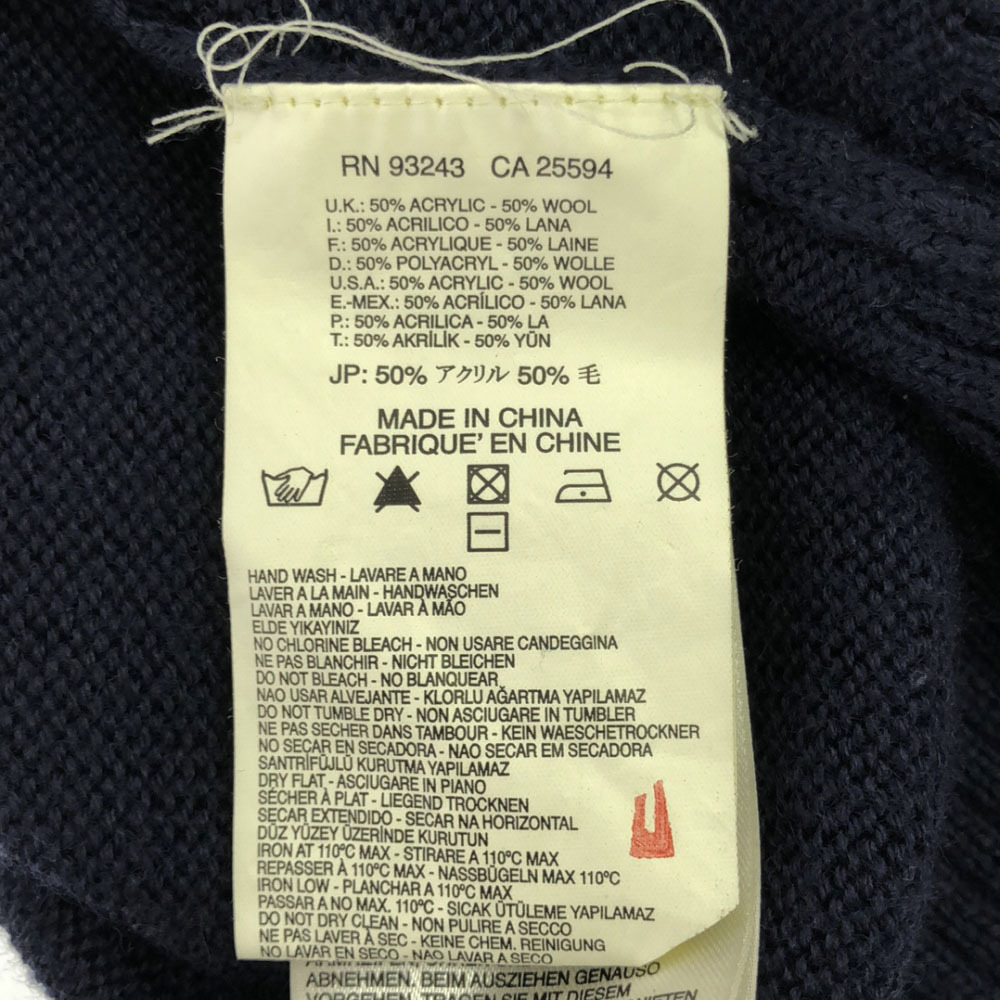 RN 93243 CA 25594
U.K.: 50% ACRYLIC - 50% WOOL
I.: 50% ACRILICO - 50% LANA
F.: 50% ACRYLIQUE - 50% LAINE
D.: 50% POLYACRYL - 50% WOLLE
U.S.A.: 50% ACRYLIC - 50% WOOL
E.-MEX.: 50% ACRÍLICO - 50% LANA
P.: 50% ACRILICA - 50% LA
T.: 50% AKRİLİK - 50% YÜN
JP: 50% アクリル 50% 毛
MADE IN CHINA
FABRIQUE' EN CHINE
HAND WASH - LAVARE A MANO
LAVER A LA MAIN - HANDWASCHEN
LAVAR A MANO - LAVAR À MÃO
ELDE YIKAYINIZ
NO CHLORINE BLEACH - NON USARE CANDEGGINA
NE PAS BLANCHIR - NICHT BLEICHEN
DO NOT BLEACH - NO BLANQUEAR
NAO USAR ALVEJANTE - KLORLU AĞARTMA YAPILAMAZ
DO NOT TUMBLE DRY - NON ASCIUGARE IN TUMBLER
NE PAS SECHER DANS TAMBOUR - KEIN WAESCHETROCKNER
NO SECAR EN SECADORA - NAO SECAR EM SECADORA
SANTRİFÜJLÜ KURUTMA YAPILAMAZ
DRY FLAT - ASCIUGARE IN PIANO
SÉCHER À PLAT - LIEGEND TROCKNEN
SECAR EXTENDIDO - SECAR NA HORIZONTAL
DÜZ YÜZEY ÜZERİNDE KURUTUN
IRON AT 110°C MAX - STIRARE A 110°C MAX
REPASSER À 110°C MAX - NASSBÜGELN MAX 110°C
IRON LOW - PLANCHAR A 110°C MAX
PASSAR A NO MAX. 110°C - SICAK ÜTÜLEME YAPILAMAZ
DO NOT DRY CLEAN - NON PULIRE A SECCO
NE PAS LAVER À SEC - KEINE CHEM. REINIGUNG
NO LAVAR EN SECO - NAO LAVAR A SECO
ABNEHMEN, BEIM AUSZIEHEN GENAUSO
VORGEHEN. TRAGEN SIE MIT DIESEM